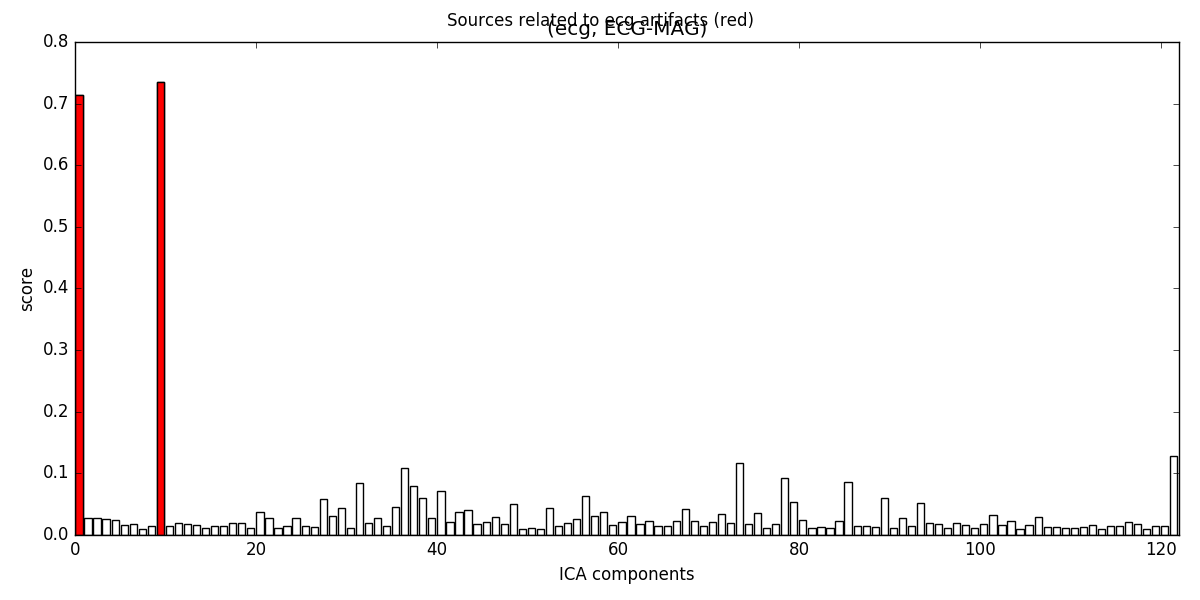 Sources related to ecg artifacts (red)
(ecg, ECG-MAG)
0.8
0.7
0.6
0.5
0.4
0.3
0.2
0.1
0.0
score
0 20 40 60 80 100 120
ICA components